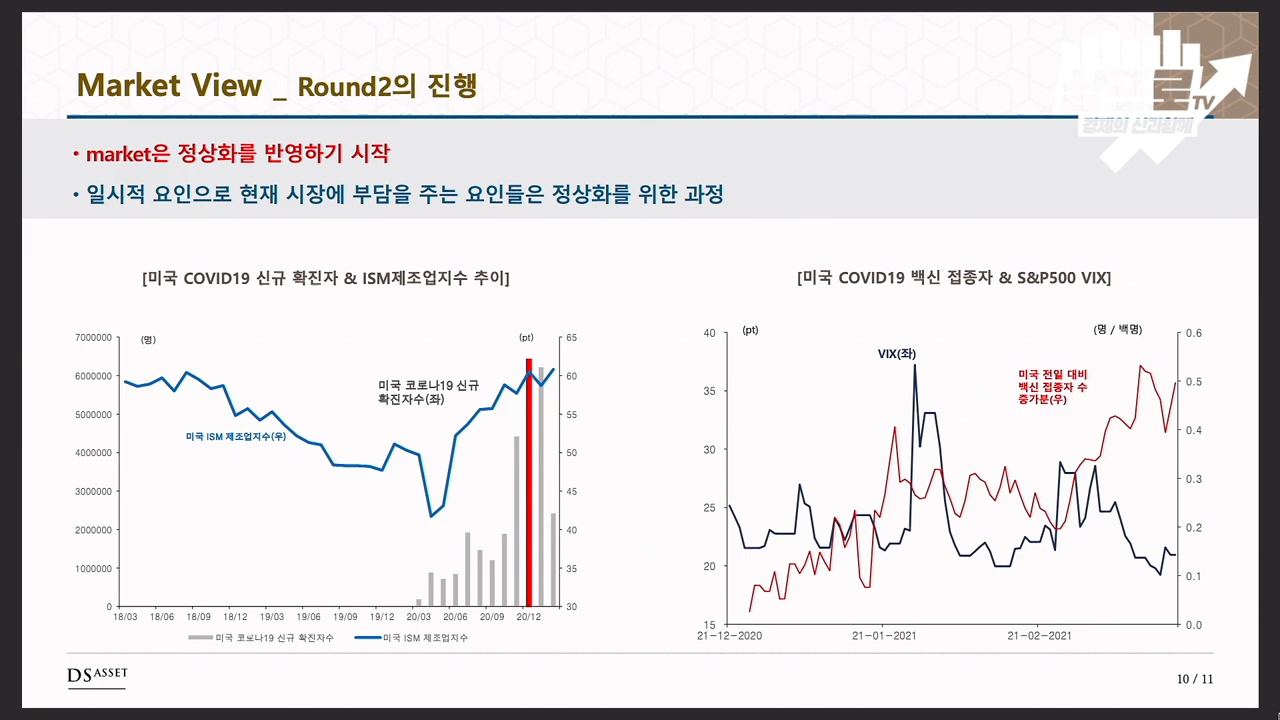 Market View _ Round2의 진행
TV
경제의 신과함께
• market은 정상화를 반영하기 시작
• 일시적 요인으로 현재 시장에 부담을 주는 요인들은 정상화를 위한 과정
[미국 COVID19 신규 확진자 & ISM제조업지수 추이]
(명)
(pt)
7000000
6000000
5000000
4000000
3000000
2000000
1000000
0
65
60
55
50
45
40
35
30
미국 코로나19 신규
확진자수(좌)
미국 ISM 제조업지수(우)
18/03 18/06 18/09 18/12 19/03 19/06 19/09 19/12 20/03 20/06 20/09 20/12
미국 코로나19 신규 확진자수 미국 ISM 제조업지수
[미국 COVID19 백신 접종자 & S&P500 VIX]
(pt)
(명 / 백명)
40
35
30
25
20
15
0.6
0.5
0.4
0.3
0.2
0.1
0.0
VIX(좌)
미국 전일 대비
백신 접종자 수
증가분(우)
21-12-2020 21-01-2021 21-02-2021
DS ASSET
10 / 11